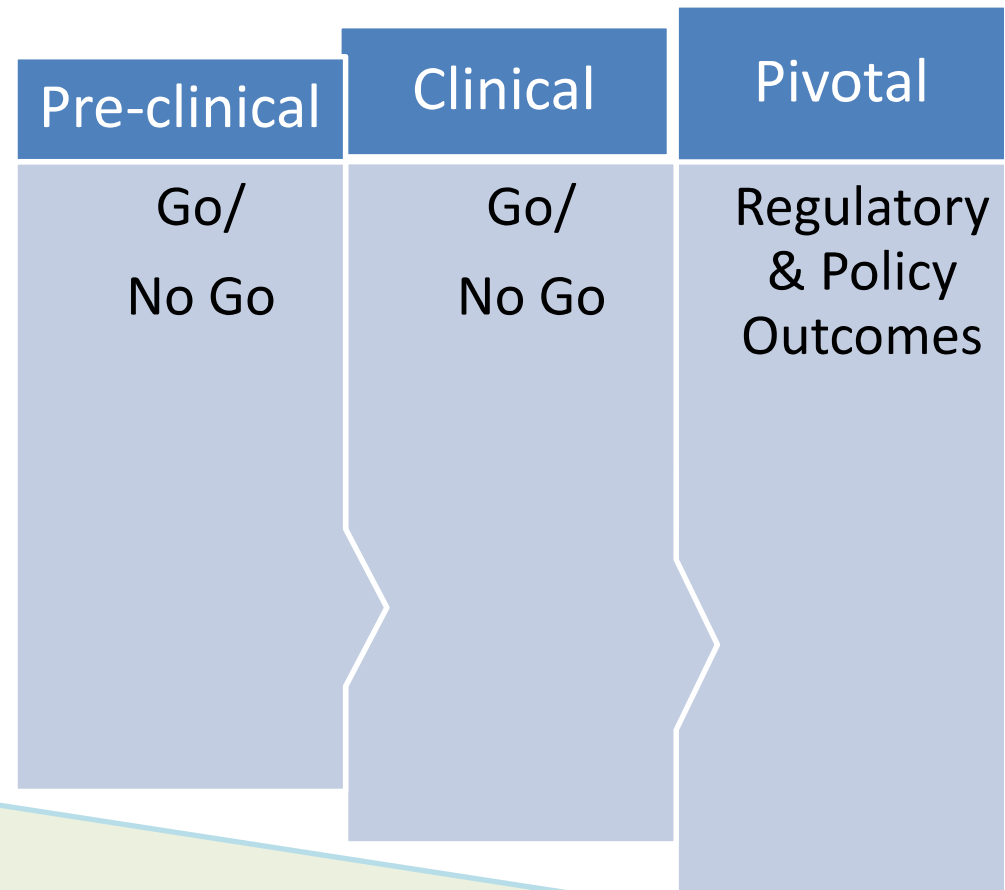 Pre-clinical
Go/
No Go
Clinical
Go/
No Go
Pivotal
Regulatory
& Policy
Outcomes